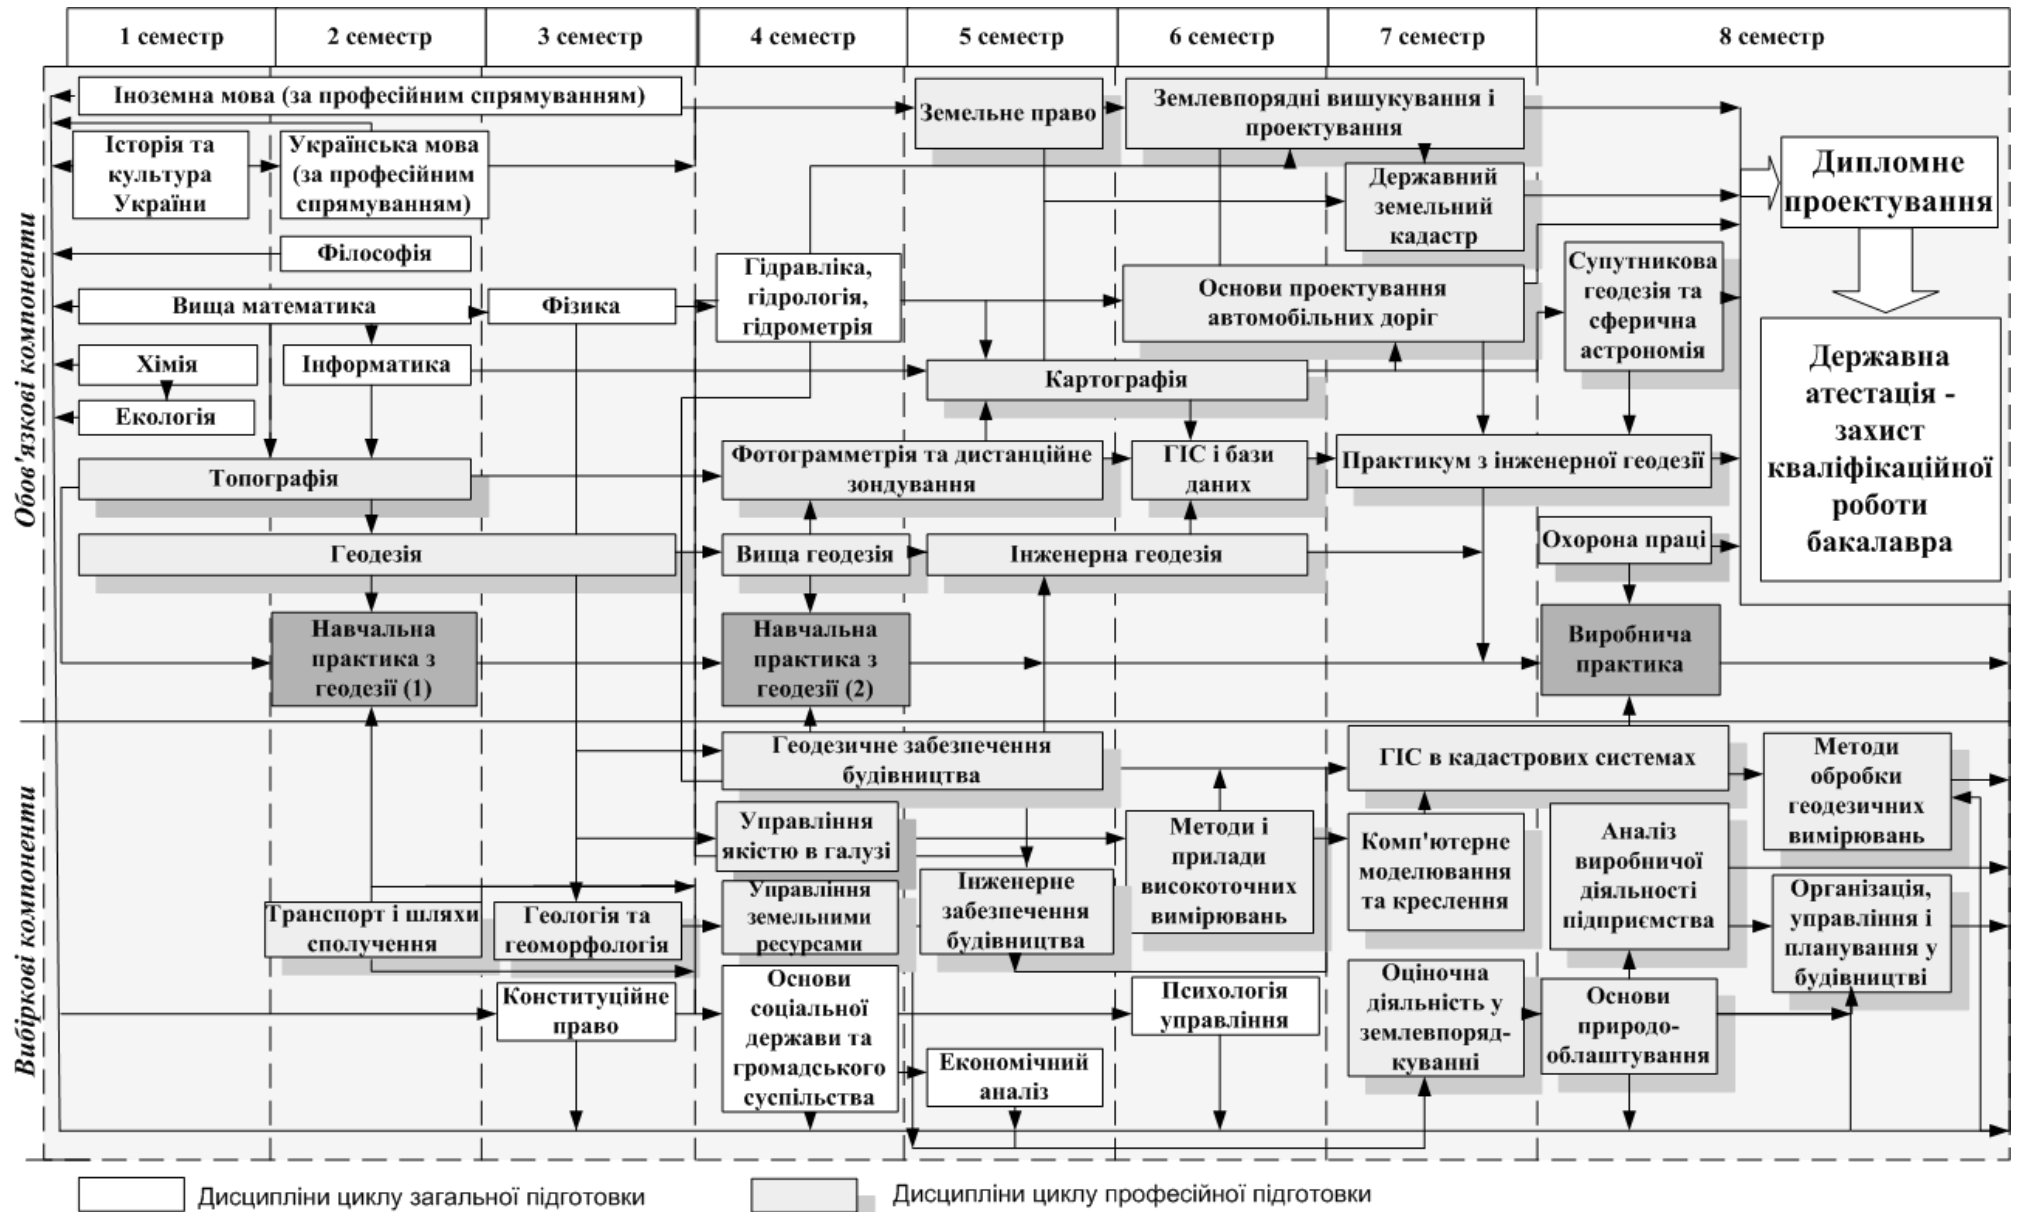 1 семестр
2 семестр
3 семестр
4 семестр
5 семестр
6 семестр
7 семестр
8 семестр
Обов'язкові компоненти
Іноземна мова (за професійним спрямуванням)
Земельне право
Землевпорядні вишукування і
проектування
Історія та
культура
України
Українська мова
(за професійним
спрямуванням)
Державний
земельний
кадастр
Дипломне
проектування
Філософія
Гідравліка,
гідрологія,
гідрометрія
Основи проектування
автомобільних доріг
Супутникова
геодезія та
сферична
астрономія
Вища математика
Фізика
Хімія
Інформатика
Картографія
Державна
атестація -
захист
кваліфікаційної
роботи
бакалавра
Екологія
Топографія
Фотограмметрія та дистанційне
зондування
ГІС і бази
даних
Практикум з інженерної геодезії
Геодезія
Вища геодезія
Інженерна геодезія
Охорона праці
Навчальна
практика з
геодезії (1)
Навчальна
практика з
геодезії (2)
Виробнича
практика
Вибіркові компоненти
Геодезичне забезпечення
будівництва
ГІС в кадастрових системах
Методи
обробки
геодезичних
вимірювань
Управління
якістю в галузі
Методи і
прилади
високоточних
вимірювань
Комп'ютерне
моделювання
та креслення
Аналіз
виробничої
діяльності
підприємства
Транспорт і шляхи
сполучення
Геологія та
геоморфологія
Управління
земельними
ресурсами
Інженерне
забезпечення
будівництва
Організація,
управління і
планування у
будівництві
Конституційне
право
Основи
соціальної
держави та
громадського
суспільства
Психологія
управління
Оціночна
діяльність у
землевпоряд-
куванні
Основи
природо-
облаштування
Економічний
аналіз
Дисципліни циклу загальної підготовки
Дисципліни циклу професійної підготовки